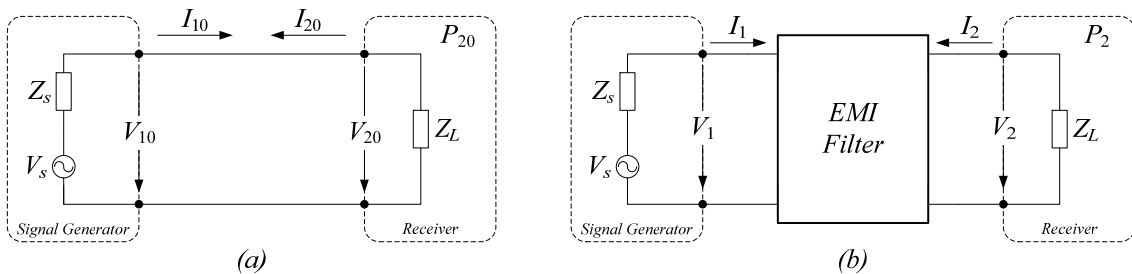 I10 I20
P20
Zs
V10 V20 ZL
Vs
Signal Generator Receiver
(a)
I1 I2
P2
Zs
EMI
Filter
V1 V2 ZL
Vs
Signal Generator Receiver
(b)